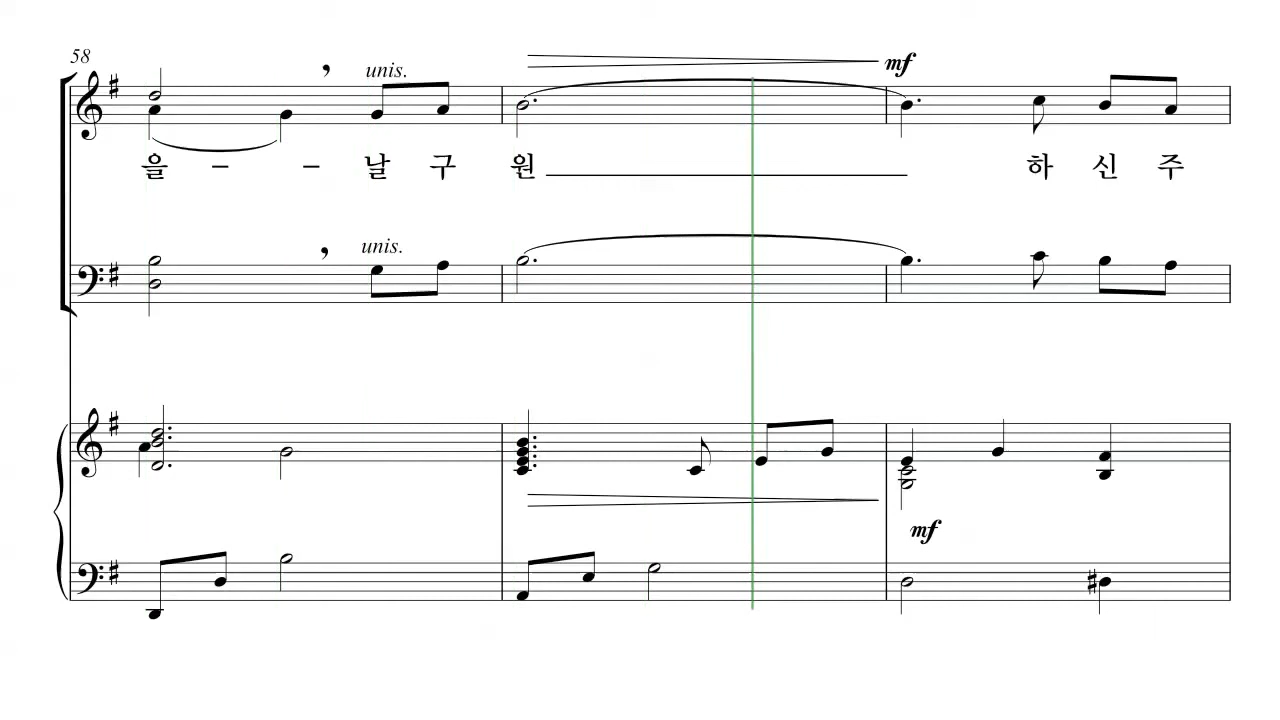 58
unis.
mf
을 – – 날 구 원 하 신 주
unis.
mf